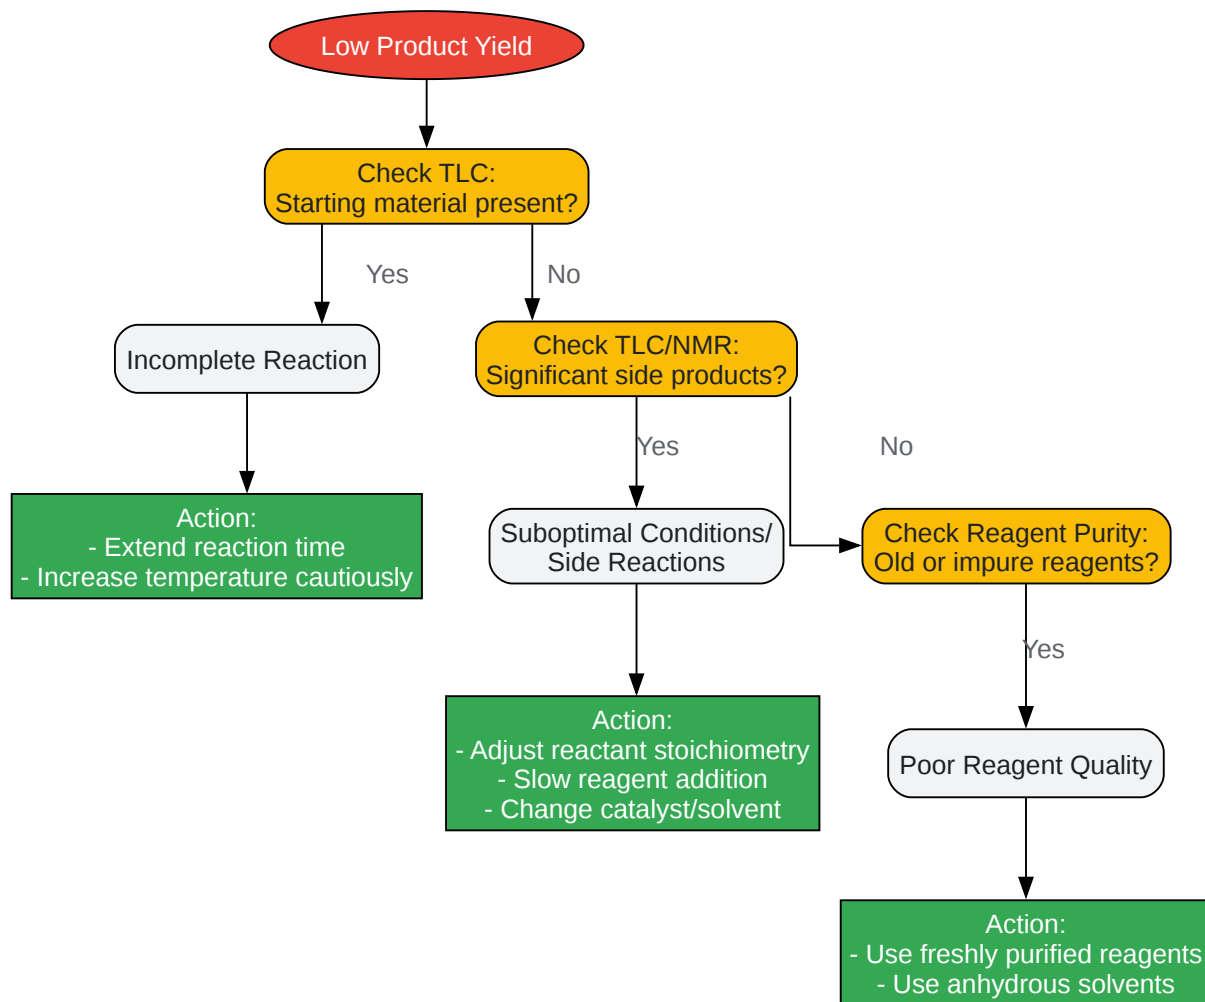 Low Product Yield
Check TLC:
Starting material present?
Yes
No
Incomplete Reaction
Check TLC/NMR:
Significant side products?
Yes
No
Action:
- Extend reaction time
- Increase temperature cautiously
Suboptimal Conditions/
Side Reactions
Check Reagent Purity:
Old or impure reagents?
Yes
Action:
- Adjust reactant stoichiometry
- Slow reagent addition
- Change catalyst/solvent
Poor Reagent Quality
Action:
- Use freshly purified reagents
- Use anhydrous solvents